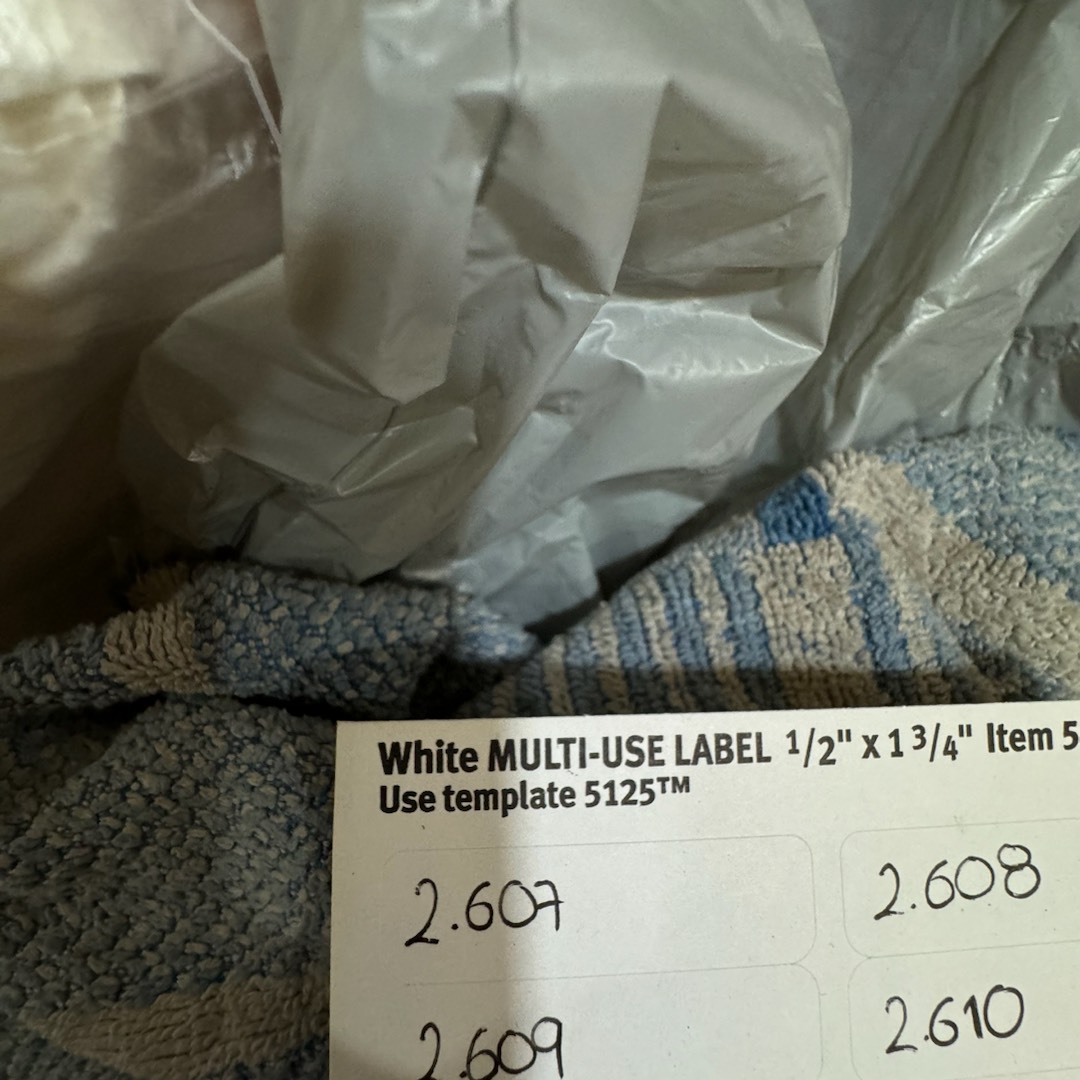 White MULTI-USE LABEL 1/2" x 1 3/4" Item 5
Use template 5125™
2.607 2.608
2.609 2.610